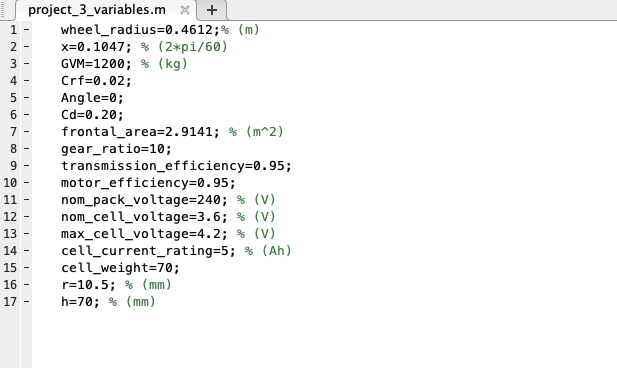 project_3_variables.m × +
1 - wheel_radius=0.4612;% (m)
2 - x=0.1047; % (2*pi/60)
3 - GVM=1200; % (kg)
4 - Crf=0.02;
5 - Angle=0;
6 - Cd=0.20;
7 - frontal_area=2.9141; % (m^2)
8 - gear_ratio=10;
9 - transmission_efficiency=0.95;
10 - motor_efficiency=0.95;
11 - nom_pack_voltage=240; % (V)
12 - nom_cell_voltage=3.6; % (V)
13 - max_cell_voltage=4.2; % (V)
14 - cell_current_rating=5; % (Ah)
15 - cell_weight=70;
16 - r=10.5; % (mm)
17 - h=70; % (mm)